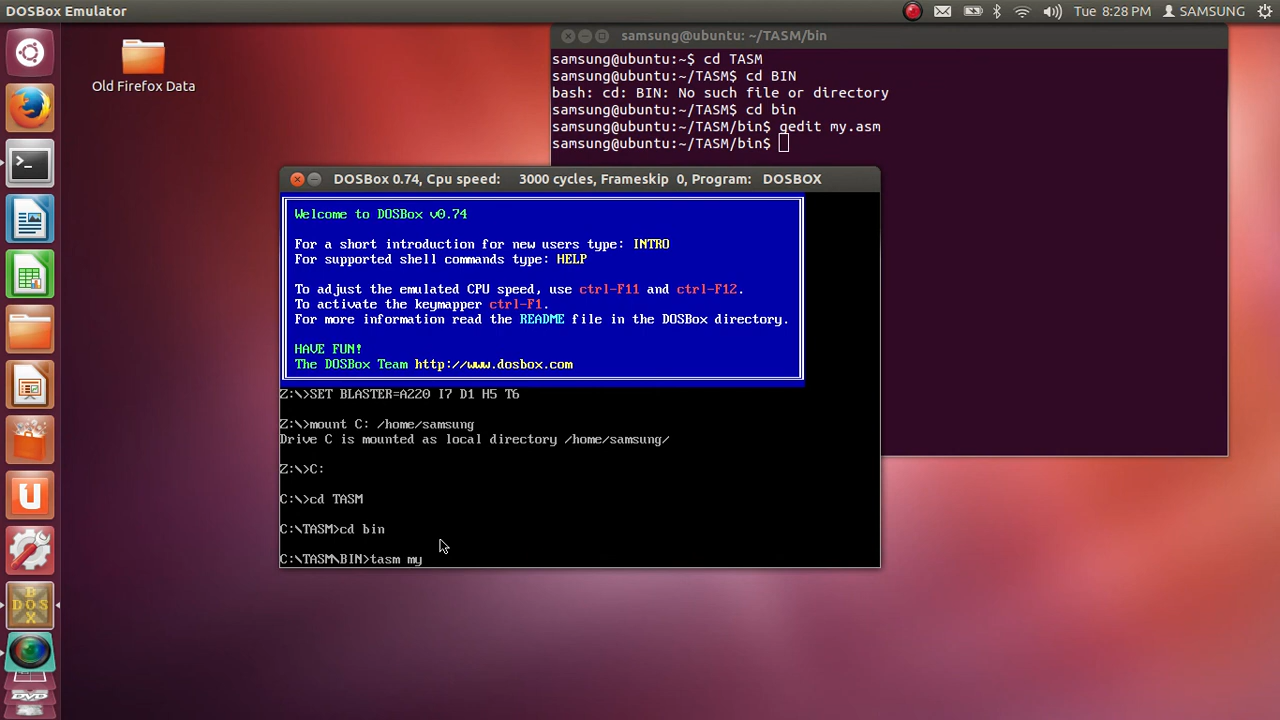 DOSBox Emulator
Tue 8:28 PM
SAMSUNG
Old Firefox Data
samsung@ubuntu: ~/TASM/bin
samsung@ubuntu:~$ cd TASM
samsung@ubuntu:~/TASM$ cd BIN
bash: cd: BIN: No such file or directory
samsung@ubuntu:~/TASM$ cd bin
samsung@ubuntu:~/TASM/bin$ gedit my.asm
samsung@ubuntu:~/TASM/bin$
DOSBox 0.74, Cpu speed: 3000 cycles, Frameskip 0, Program: DOSBOX
Welcome to DOSBox v0.74
For a short introduction for new users type: INTRO
For supported shell commands type: HELP
To adjust the emulated CPU speed, use ctrl-F11 and ctrl-F12.
To activate the keymapper ctrl-F1.
For more information read the README file in the DOSBox directory.
HAVE FUN!
The DOSBox Team http://www.dosbox.com
Z:\>SET BLASTER=A220 I7 D1 H5 T6
Z:\>mount C: /home/samsung
Drive C is mounted as local directory /home/samsung/
Z:\>C:
C:\>cd TASM
C:\TASM>cd bin
C:\TASM\BIN>tasm my
DOS
BOX
DVD